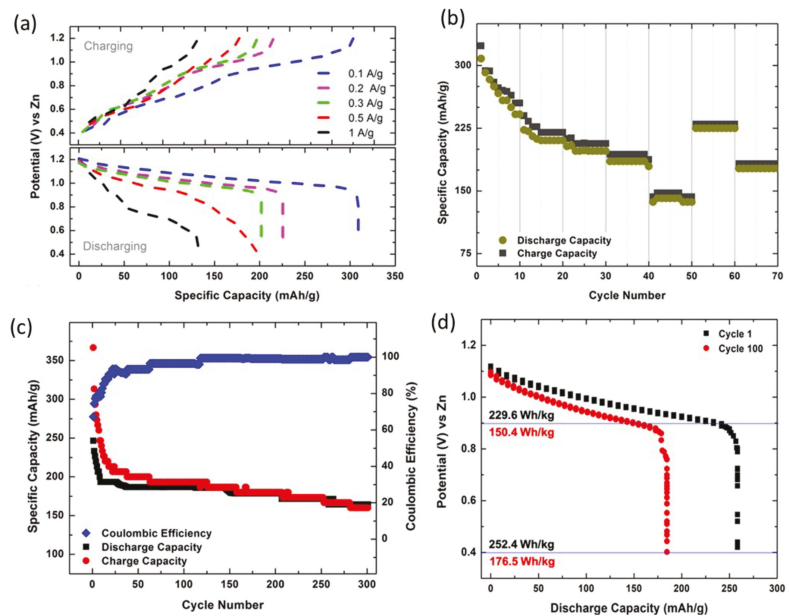 (a)
Charging
0.1 A/g
0.2 A/g
0.3 A/g
0.5 A/g
1 A/g
1.2
1.0
0.8
0.6
0.4
1.2
1.0
0.8
0.6
0.4
Discharging
Potential (V) vs Zn
0 50 100 150 200 250 300 350
Specific Capacity (mAh/g)
(b)
300
225
150
75
Specific Capacity (mAh/g)
Discharge Capacity
Charge Capacity
0 10 20 30 40 50 60 70
Cycle Number
(c)
350
300
250
200
150
100
Specific Capacity (mAh/g)
100
80
60
40
20
0
Coulombic Efficiency (%)
Coulombic Efficiency
Discharge Capacity
Charge Capacity
0 50 100 150 200 250 300
Cycle Number
(d)
Cycle 1
Cycle 100
1.2
1.0
0.8
0.6
0.4
Potential (V) vs Zn
229.6 Wh/kg
150.4 Wh/kg
252.4 Wh/kg
176.5 Wh/kg
0 50 100 150 200 250 300
Discharge Capacity (mAh/g)